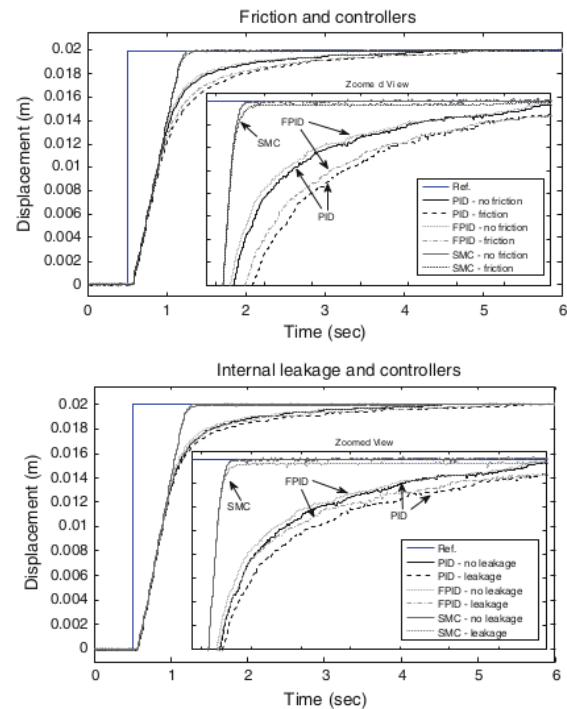 Friction and controllers
Displacement (m)
0.02
0.018
0.016
0.014
0.012
0.01
0.008
0.006
0.004
0.002
0
Zoomed View
FPID
SMC
PID
Ref.
PID - no friction
PID - friction
FPID - no friction
FPID - friction
SMC - no friction
SMC - friction
0 1 2 3 4 5 6
Time (sec)
Internal leakage and controllers
Displacement (m)
0.02
0.018
0.016
0.014
0.012
0.01
0.008
0.006
0.004
0.002
0
Zoomed View
FPID
SMC
PID
Ref.
PID - no leakage
PID - leakage
FPID - no leakage
FPID - leakage
SMC - no leakage
SMC - leakage
0 1 2 3 4 5 6
Time (sec)